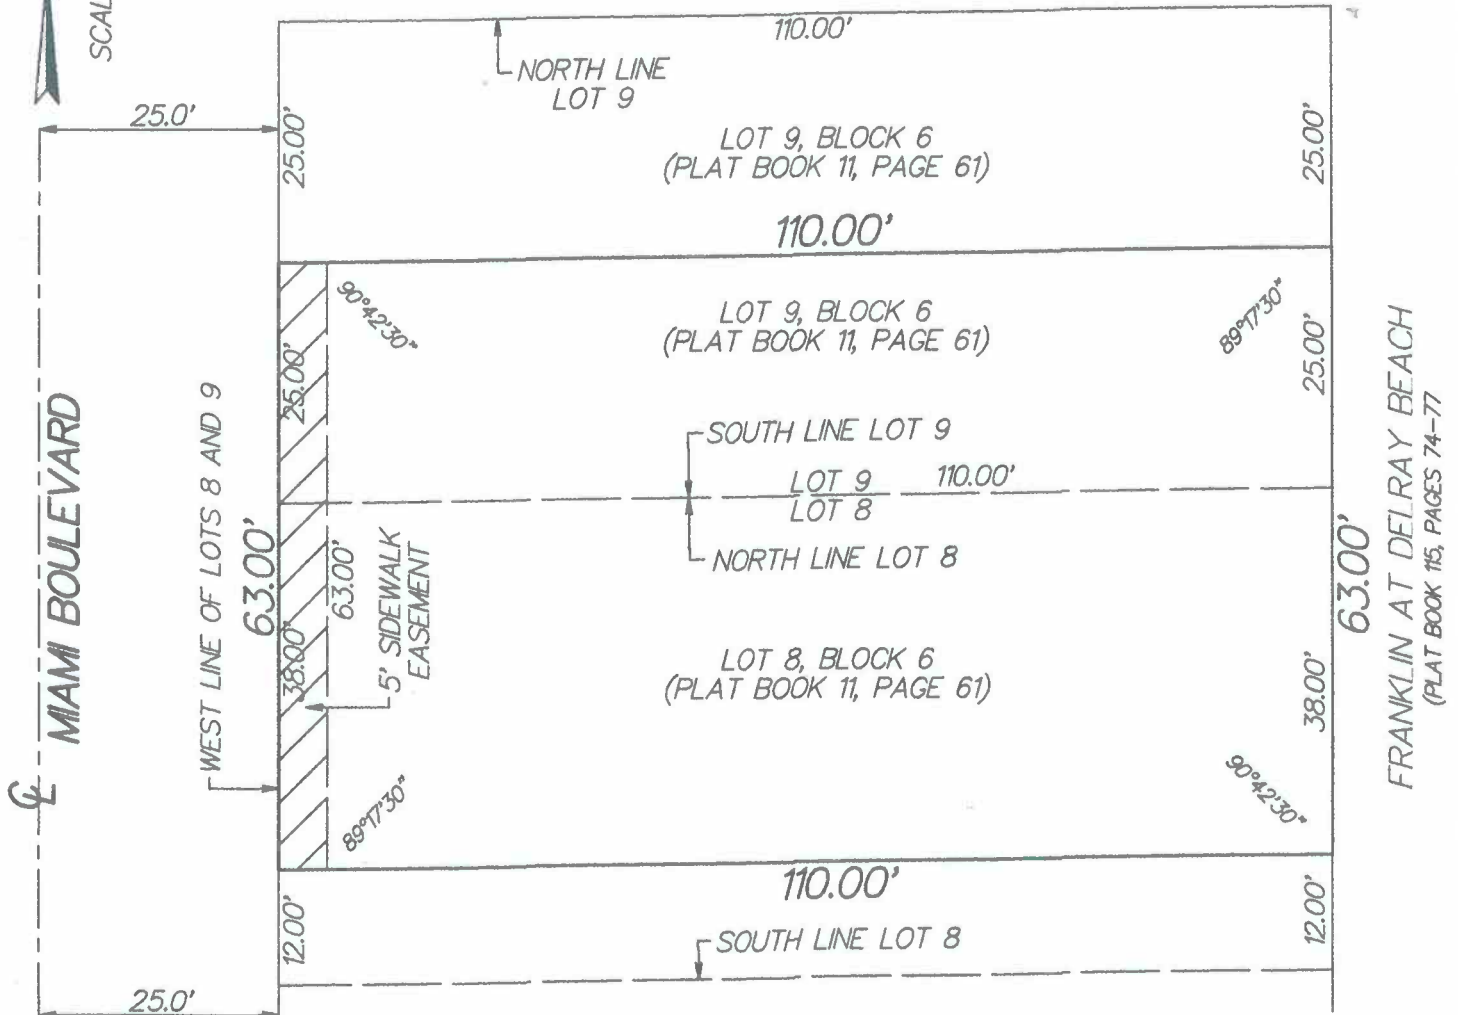 SCAL
110.00'
NORTH LINE
LOT 9
25.0'
25.00'
LOT 9, BLOCK 6
(PLAT BOOK 11, PAGE 61)
25.00'
110.00'
90°42'30"
LOT 9, BLOCK 6
(PLAT BOOK 11, PAGE 61)
89°17'30"
25.00'
25.00'
SOUTH LINE LOT 9
LOT 9
110.00'
LOT 8
NORTH LINE LOT 8
MIAMI BOULEVARD
WEST LINE OF LOTS 8 AND 9
63.00'
63.00'
38.00'
5' SIDEWALK
EASEMENT
LOT 8, BLOCK 6
(PLAT BOOK 11, PAGE 61)
63.00'
38.00'
FRANKLIN AT DELRAY BEACH
(PLAT BOOK 115, PAGES 74-77
℄
89°17'30"
90°42'30"
110.00'
12.00'
12.00'
SOUTH LINE LOT 8
25.0'